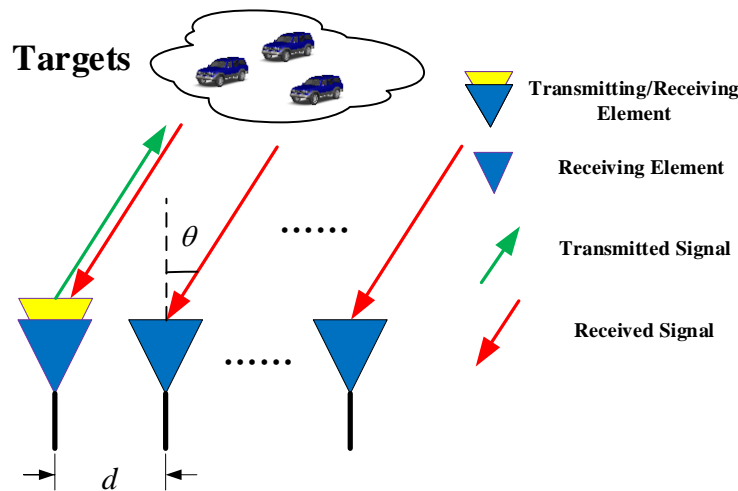 Targets
Transmitting/Receiving
Element
Receiving Element
θ
......
Transmitted Signal
Received Signal
......
d